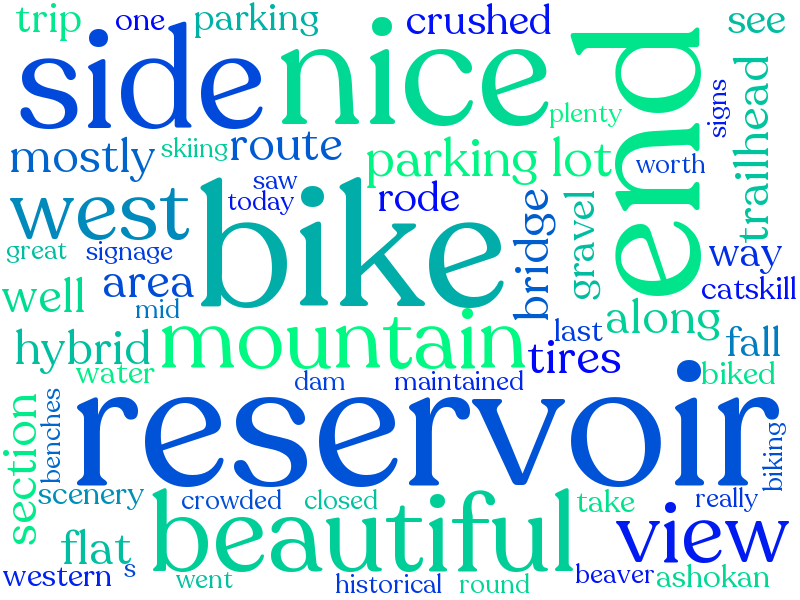 trip one parking crushed see
side nice end
plenty signs trailhead
mostly skiing route parking lot worth
saw
west today rode bike bridge gravel
great signage way
area catskill
well mid along
hybrid mountain last fall
tires
water dam maintained biked
section benches reservoir biking
scenery crowded closed take really
flat beautiful view
western s went historical round beaver ashokan